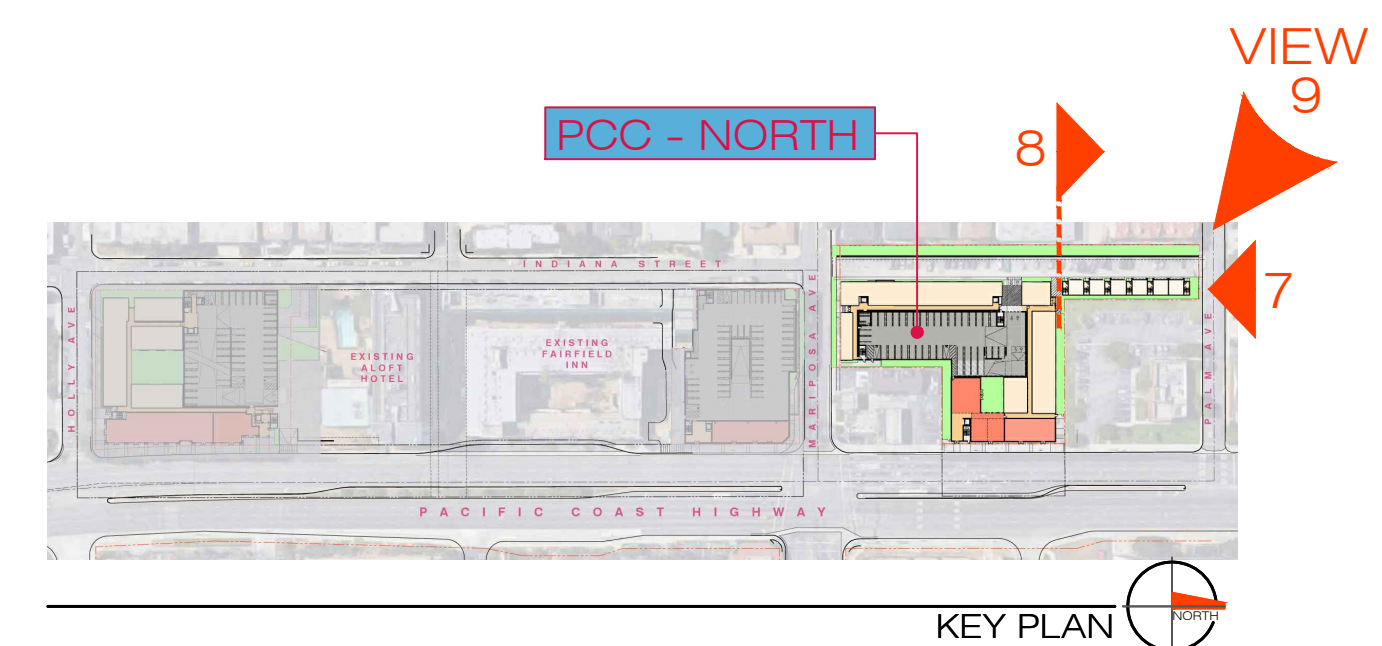 VIEW
9
PCC - NORTH
8
INDIANA STREET
7
HOLLY AVE
EXISTING
ALOFT
HOTEL
EXISTING
FAIRFIELD
INN
MARIPOSA AVE
PALM AVE
PACIFIC COAST HIGHWAY
KEY PLAN
NORTH